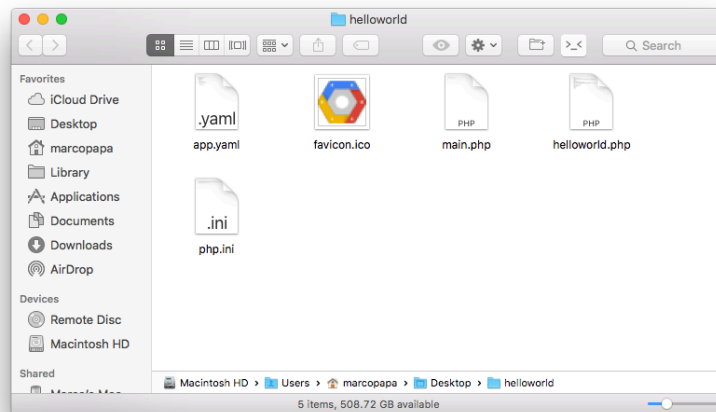 helloworld
Search
Favorites
iCloud Drive
Desktop
marcopapa
Library
Applications
Documents
Downloads
AirDrop
Devices
Remote Disc
Macintosh HD
Shared
.yaml
app.yaml
favicon.ico
PHP
main.php
PHP
helloworld.php
.ini
php.ini
Macintosh HD › Users › marcopapa › Desktop › helloworld
5 items, 508.72 GB available